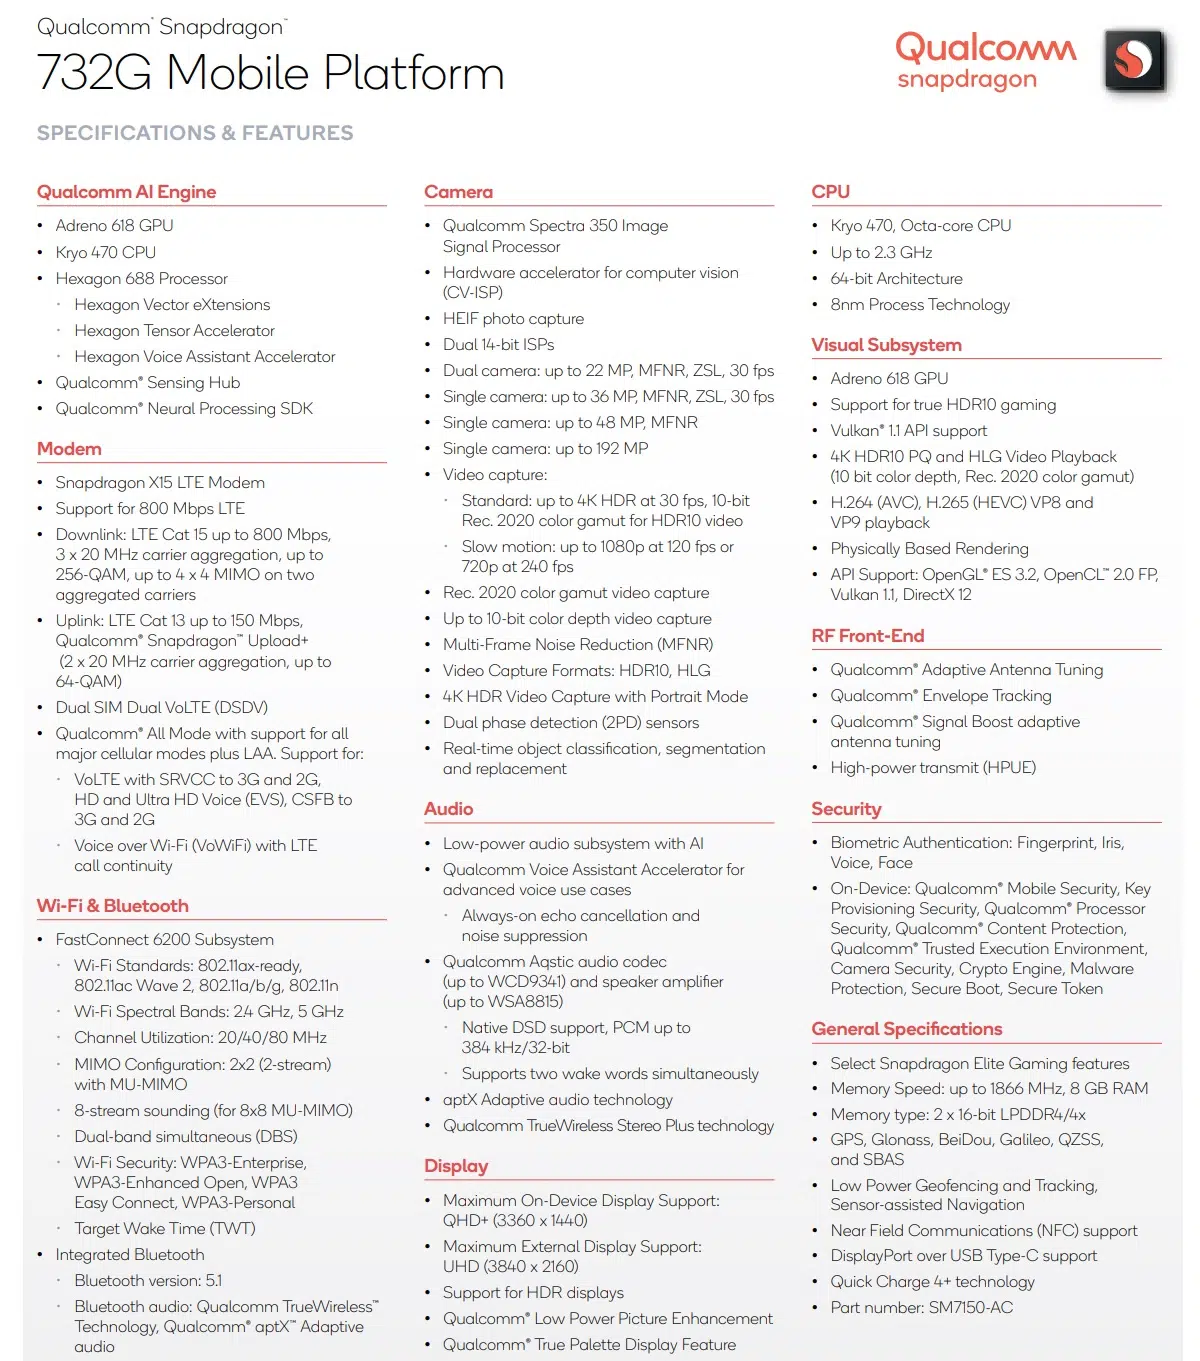 Qualcomm® Snapdragon™
732G Mobile Platform
Qualcomm
snapdragon
SPECIFICATIONS & FEATURES
Qualcomm AI Engine
• Adreno 618 GPU
• Kryo 470 CPU
• Hexagon 688 Processor
· Hexagon Vector eXtensions
· Hexagon Tensor Accelerator
· Hexagon Voice Assistant Accelerator
• Qualcomm® Sensing Hub
• Qualcomm® Neural Processing SDK
Modem
• Snapdragon X15 LTE Modem
• Support for 800 Mbps LTE
• Downlink: LTE Cat 15 up to 800 Mbps,
3 x 20 MHz carrier aggregation, up to
256-QAM, up to 4 x 4 MIMO on two
aggregated carriers
• Uplink: LTE Cat 13 up to 150 Mbps,
Qualcomm® Snapdragon™ Upload+
(2 x 20 MHz carrier aggregation, up to
64-QAM)
• Dual SIM Dual VoLTE (DSDV)
• Qualcomm® All Mode with support for all
major cellular modes plus LAA. Support for:
· VoLTE with SRVCC to 3G and 2G,
HD and Ultra HD Voice (EVS), CSFB to
3G and 2G
· Voice over Wi-Fi (VoWiFi) with LTE
call continuity
Wi-Fi & Bluetooth
• FastConnect 6200 Subsystem
· Wi-Fi Standards: 802.11ax-ready,
802.11ac Wave 2, 802.11a/b/g, 802.11n
· Wi-Fi Spectral Bands: 2.4 GHz, 5 GHz
· Channel Utilization: 20/40/80 MHz
· MIMO Configuration: 2x2 (2-stream)
with MU-MIMO
· 8-stream sounding (for 8x8 MU-MIMO)
· Dual-band simultaneous (DBS)
· Wi-Fi Security: WPA3-Enterprise,
WPA3-Enhanced Open, WPA3
Easy Connect, WPA3-Personal
· Target Wake Time (TWT)
• Integrated Bluetooth
· Bluetooth version: 5.1
· Bluetooth audio: Qualcomm TrueWireless™
Technology, Qualcomm® aptX™ Adaptive
audio
Camera
• Qualcomm Spectra 350 Image
Signal Processor
• Hardware accelerator for computer vision
(CV-ISP)
• HEIF photo capture
• Dual 14-bit ISPs
• Dual camera: up to 22 MP, MFNR, ZSL, 30 fps
• Single camera: up to 36 MP, MFNR, ZSL, 30 fps
• Single camera: up to 48 MP, MFNR
• Single camera: up to 192 MP
• Video capture:
· Standard: up to 4K HDR at 30 fps, 10-bit
Rec. 2020 color gamut for HDR10 video
· Slow motion: up to 1080p at 120 fps or
720p at 240 fps
• Rec. 2020 color gamut video capture
• Up to 10-bit color depth video capture
• Multi-Frame Noise Reduction (MFNR)
• Video Capture Formats: HDR10, HLG
• 4K HDR Video Capture with Portrait Mode
• Dual phase detection (2PD) sensors
• Real-time object classification, segmentation
and replacement
Audio
• Low-power audio subsystem with AI
• Qualcomm Voice Assistant Accelerator for
advanced voice use cases
· Always-on echo cancellation and
noise suppression
• Qualcomm Aqstic audio codec
(up to WCD9341) and speaker amplifier
(up to WSA8815)
· Native DSD support, PCM up to
384 kHz/32-bit
· Supports two wake words simultaneously
• aptX Adaptive audio technology
• Qualcomm TrueWireless Stereo Plus technology
Display
• Maximum On-Device Display Support:
QHD+ (3360 x 1440)
• Maximum External Display Support:
UHD (3840 x 2160)
• Support for HDR displays
• Qualcomm® Low Power Picture Enhancement
• Qualcomm® True Palette Display Feature
CPU
• Kryo 470, Octa-core CPU
• Up to 2.3 GHz
• 64-bit Architecture
• 8nm Process Technology
Visual Subsystem
• Adreno 618 GPU
• Support for true HDR10 gaming
• Vulkan® 1.1 API support
• 4K HDR10 PQ and HLG Video Playback
(10 bit color depth, Rec. 2020 color gamut)
• H.264 (AVC), H.265 (HEVC) VP8 and
VP9 playback
• Physically Based Rendering
• API Support: OpenGL® ES 3.2, OpenCL™ 2.0 FP,
Vulkan 1.1, DirectX 12
RF Front-End
• Qualcomm® Adaptive Antenna Tuning
• Qualcomm® Envelope Tracking
• Qualcomm® Signal Boost adaptive
antenna tuning
• High-power transmit (HPUE)
Security
• Biometric Authentication: Fingerprint, Iris,
Voice, Face
• On-Device: Qualcomm® Mobile Security, Key
Provisioning Security, Qualcomm® Processor
Security, Qualcomm® Content Protection,
Qualcomm® Trusted Execution Environment,
Camera Security, Crypto Engine, Malware
Protection, Secure Boot, Secure Token
General Specifications
• Select Snapdragon Elite Gaming features
• Memory Speed: up to 1866 MHz, 8 GB RAM
• Memory type: 2 x 16-bit LPDDR4/4x
• GPS, Glonass, BeiDou, Galileo, QZSS,
and SBAS
• Low Power Geofencing and Tracking,
Sensor-assisted Navigation
• Near Field Communications (NFC) support
• DisplayPort over USB Type-C support
• Quick Charge 4+ technology
• Part number: SM7150-AC